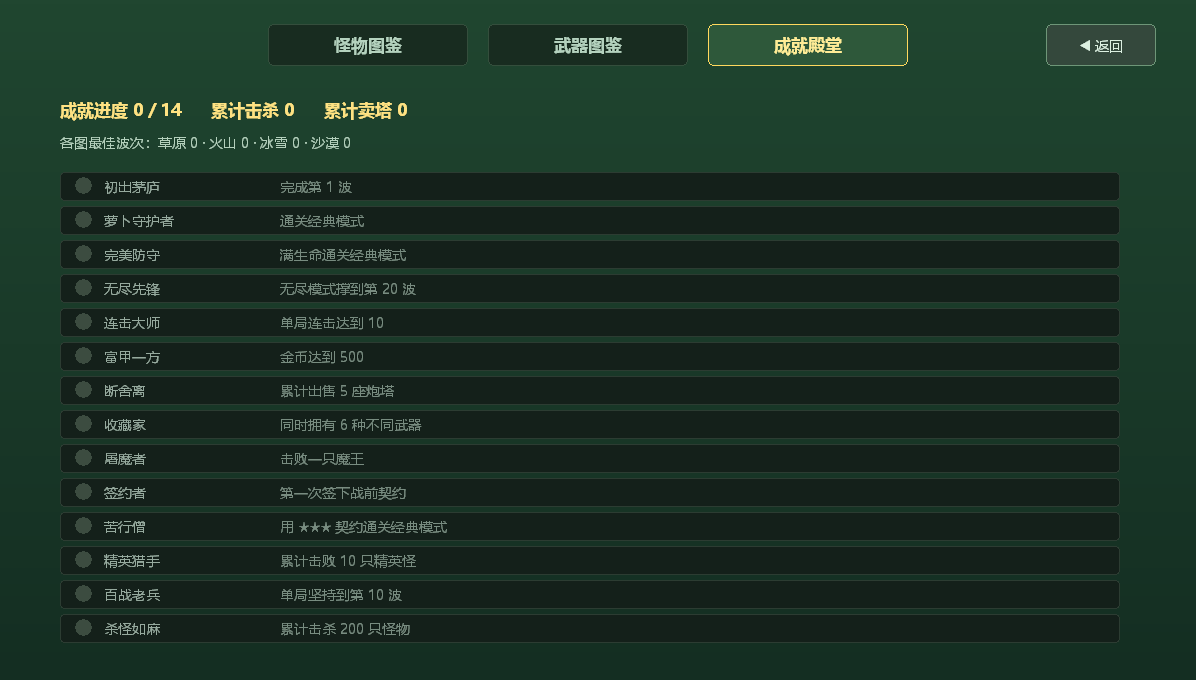 怪物图鉴 武器图鉴 成就殿堂 ◀ 返回
成就进度 0 / 14 累计击杀 0 累计卖塔 0
各图最佳波次：草原 0 · 火山 0 · 冰雪 0 · 沙漠 0
初出茅庐 完成第 1 波
萝卜守护者 通关经典模式
完美防守 满生命通关经典模式
无尽先锋 无尽模式撑到第 20 波
连击大师 单局连击达到 10
富甲一方 金币达到 500
断舍离 累计出售 5 座炮塔
收藏家 同时拥有 6 种不同武器
屠魔者 击败一只魔王
签约者 第一次签下战前契约
苦行僧 用 ★★★ 契约通关经典模式
精英猎手 累计击败 10 只精英怪
百战老兵 单局坚持到第 10 波
杀怪如麻 累计击杀 200 只怪物